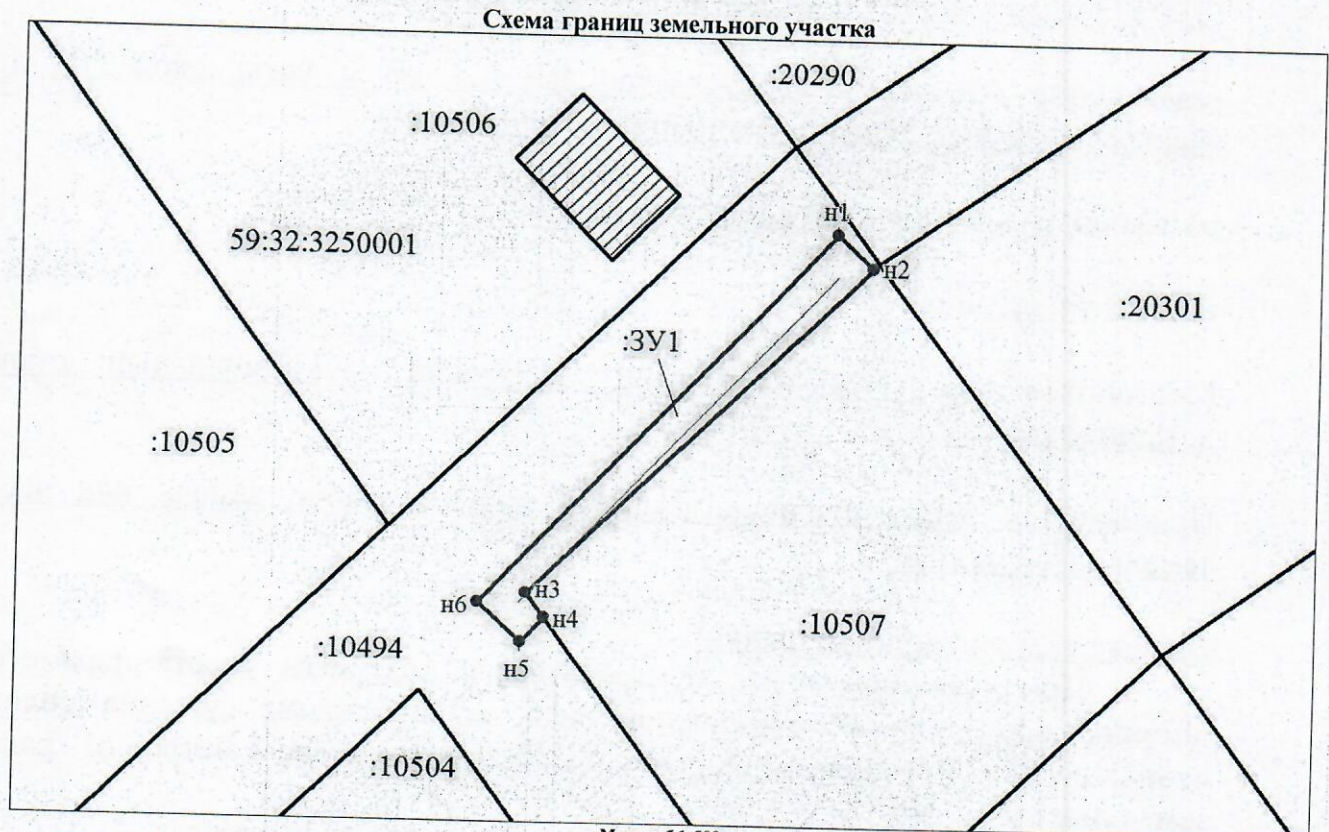 Схема границ земельного участка
:20290
:10506
н1
59:32:3250001
н2
:20301
:ЗУ1
:10505
н3
н6
н4
:10507
н5
:10494
:10504